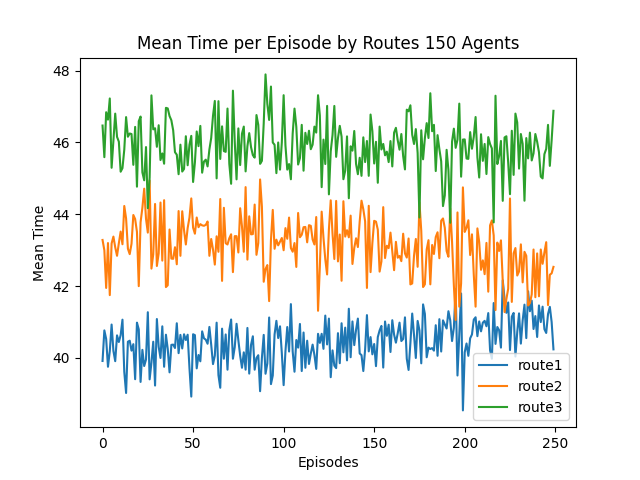 Mean Time per Episode by Routes 150 Agents
48
46
44
42
40
Mean Time
0
50
100
150
200
250
Episodes
route1
route2
route3